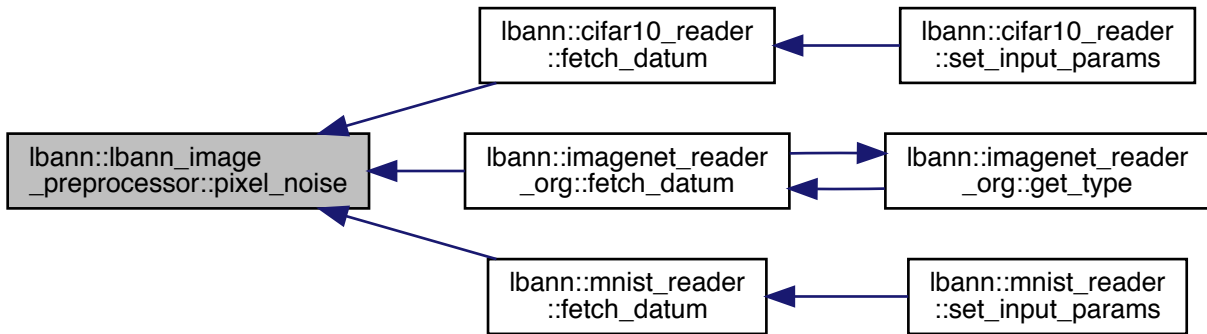 lbann::lbann_image
_preprocessor::pixel_noise
lbann::cifar10_reader
::fetch_datum
lbann::cifar10_reader
::set_input_params
lbann::imagenet_reader
_org::fetch_datum
lbann::imagenet_reader
_org::get_type
lbann::mnist_reader
::fetch_datum
lbann::mnist_reader
::set_input_params